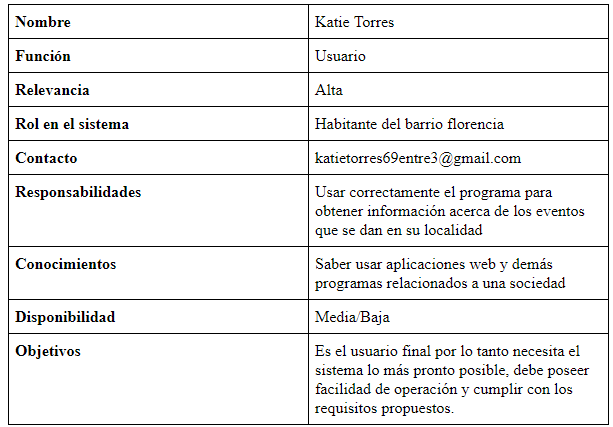 Nombre Katie Torres
Función Usuario
Relevancia Alta
Rol en el sistema Habitante del barrio florencia
Contacto katietorres69entre3@gmail.com
Responsabilidades Usar correctamente el programa para
obtener información acerca de los eventos
que se dan en su localidad
Conocimientos Saber usar aplicaciones web y demás
programas relacionados a una sociedad
Disponibilidad Media/Baja
Objetivos Es el usuario final por lo tanto necesita el
sistema lo más pronto posible, debe poseer
facilidad de operación y cumplir con los
requisitos propuestos.